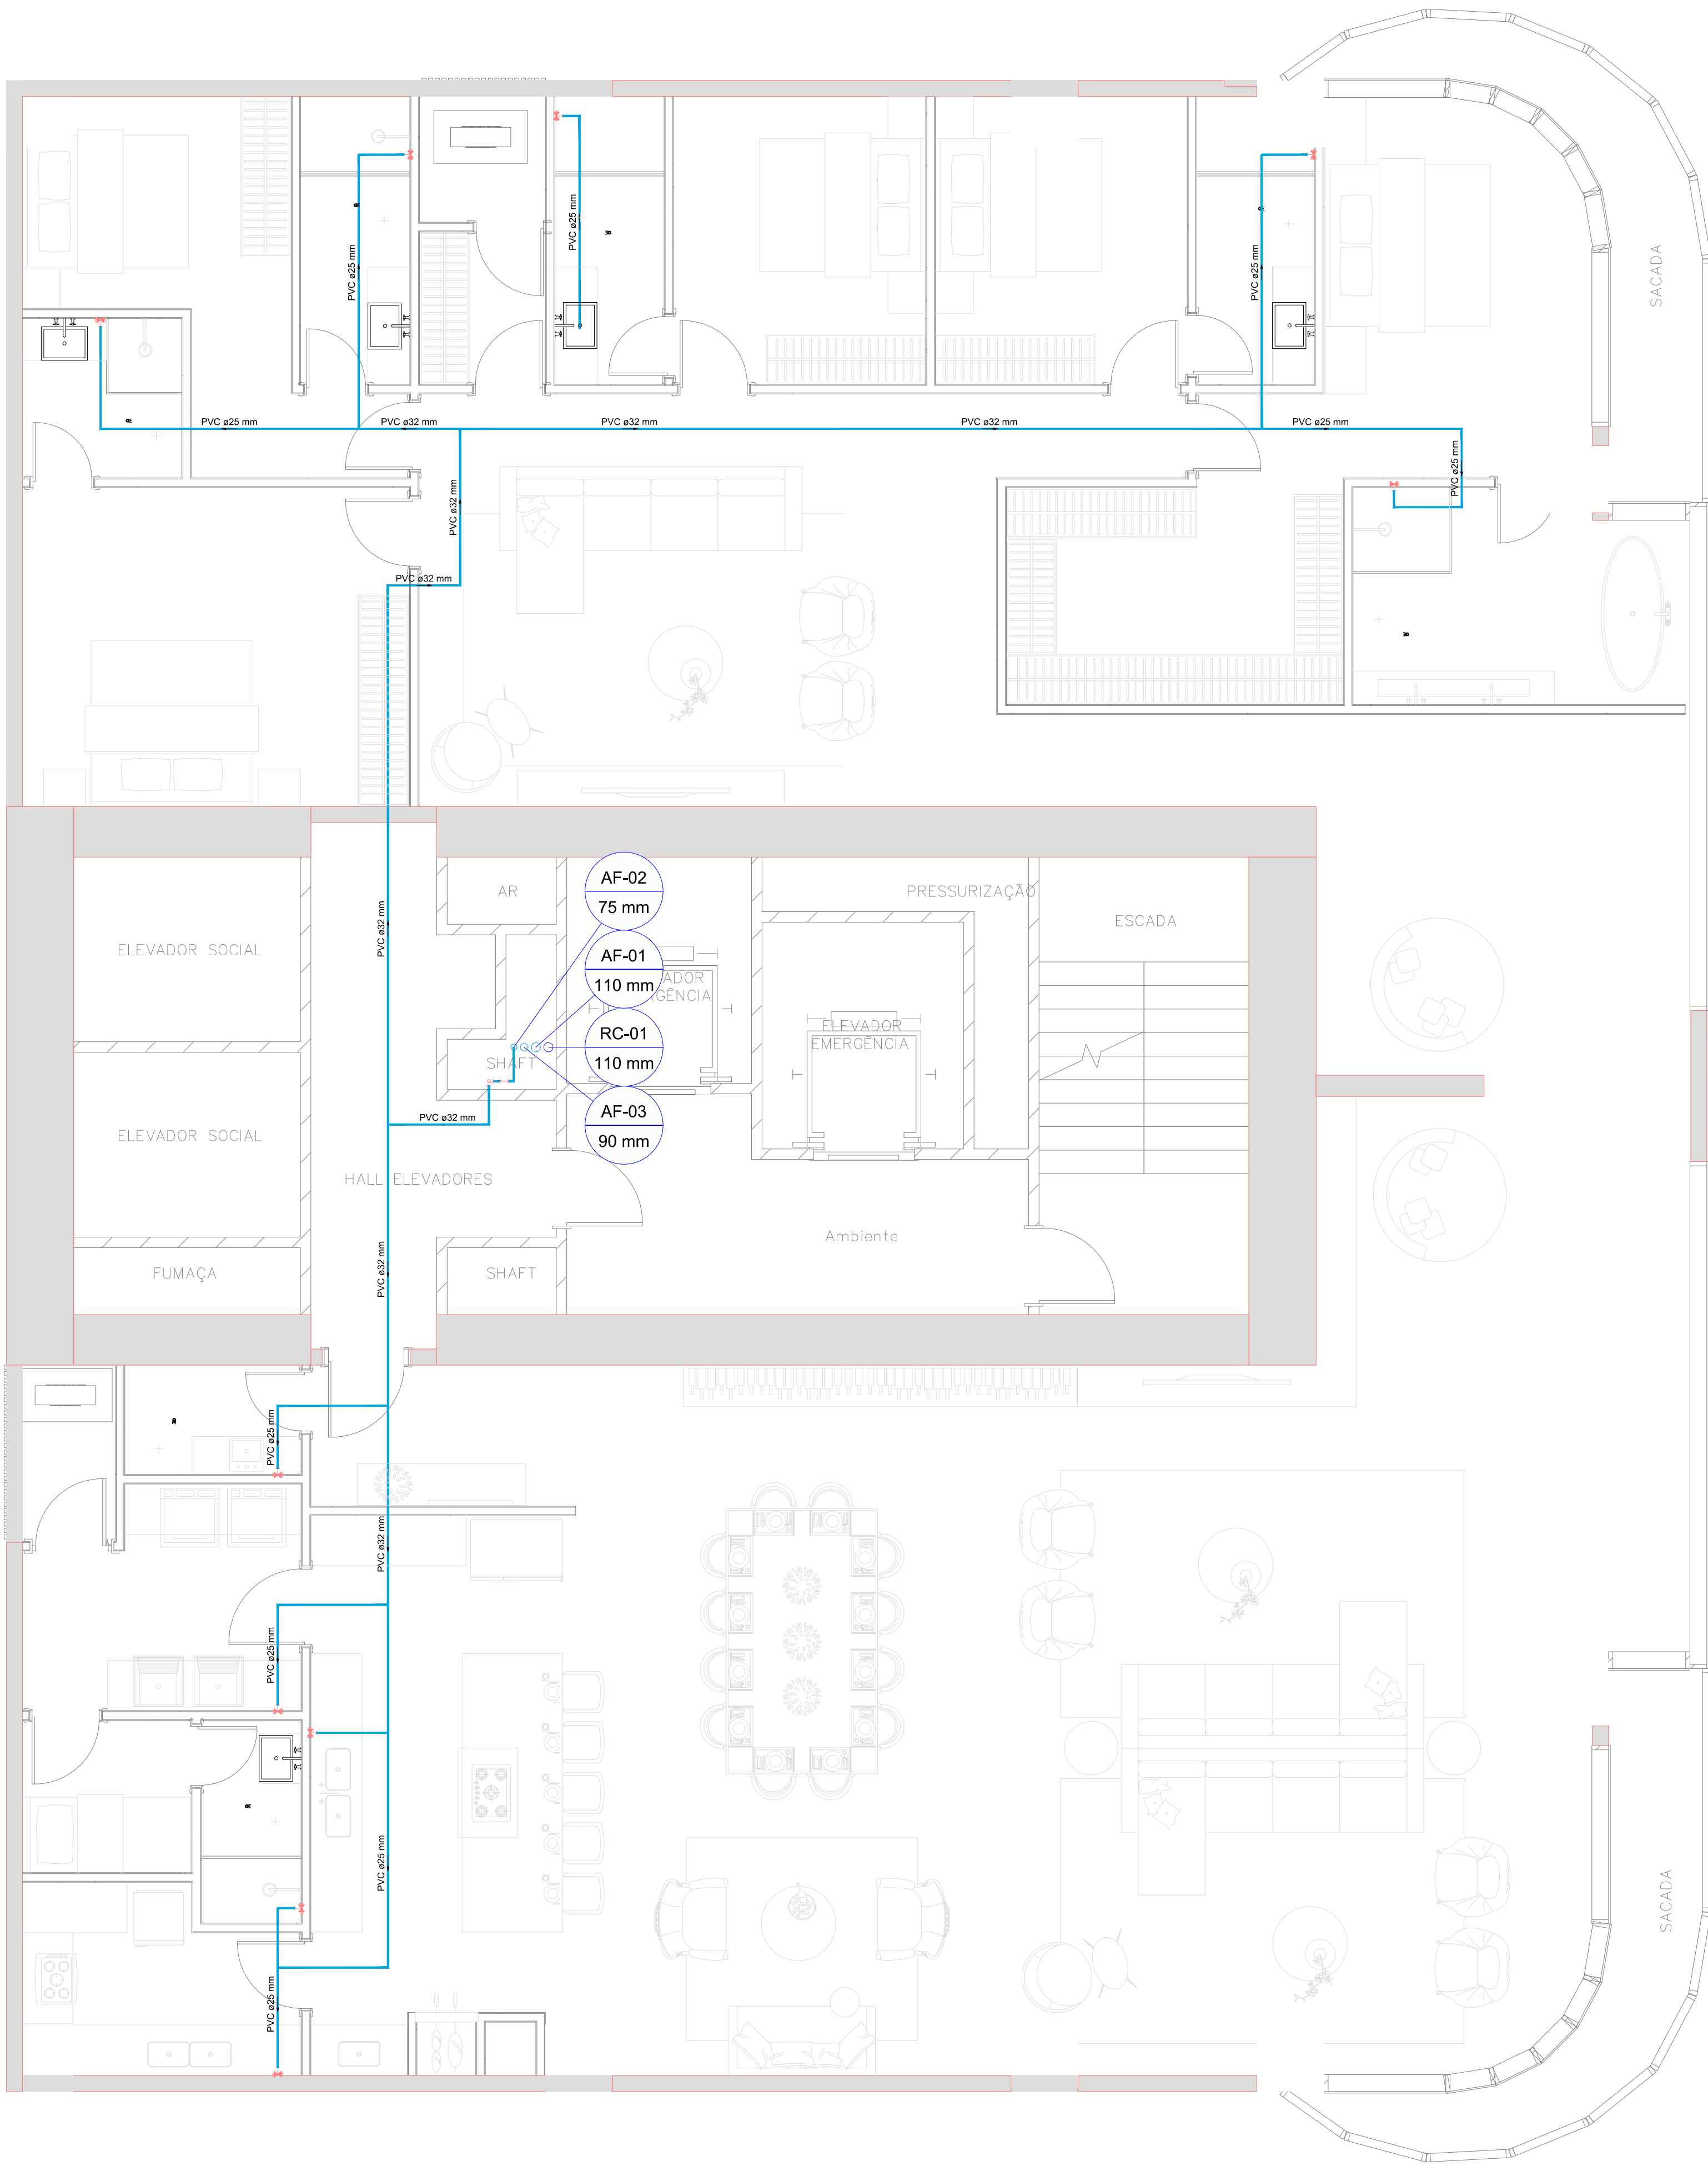 PVC ø25 mm
PVC ø25 mm
PVC ø25 mm
SACADA
PVC ø25 mm
PVC ø32 mm
PVC ø32 mm
PVC ø32 mm
PVC ø25 mm
PVC ø25 mm
PVC ø32 mm
PVC ø32 mm
AF-02
75 mm
AR
PRESSURIZAÇÃO
ESCADA
PVC ø32 mm
ELEVADOR SOCIAL
AF-01
110 mm
ADOR
RGÊNCIA
RC-01
110 mm
ELEVADOR
EMERGÊNCIA
SHAFT
AF-03
90 mm
PVC ø32 mm
ELEVADOR SOCIAL
HALL ELEVADORES
Ambiente
PVC ø32 mm
FUMAÇA
SHAFT
PVC ø25 mm
PVC ø32 mm
PVC ø25 mm
PVC ø25 mm
SACADA
PVC ø25 mm